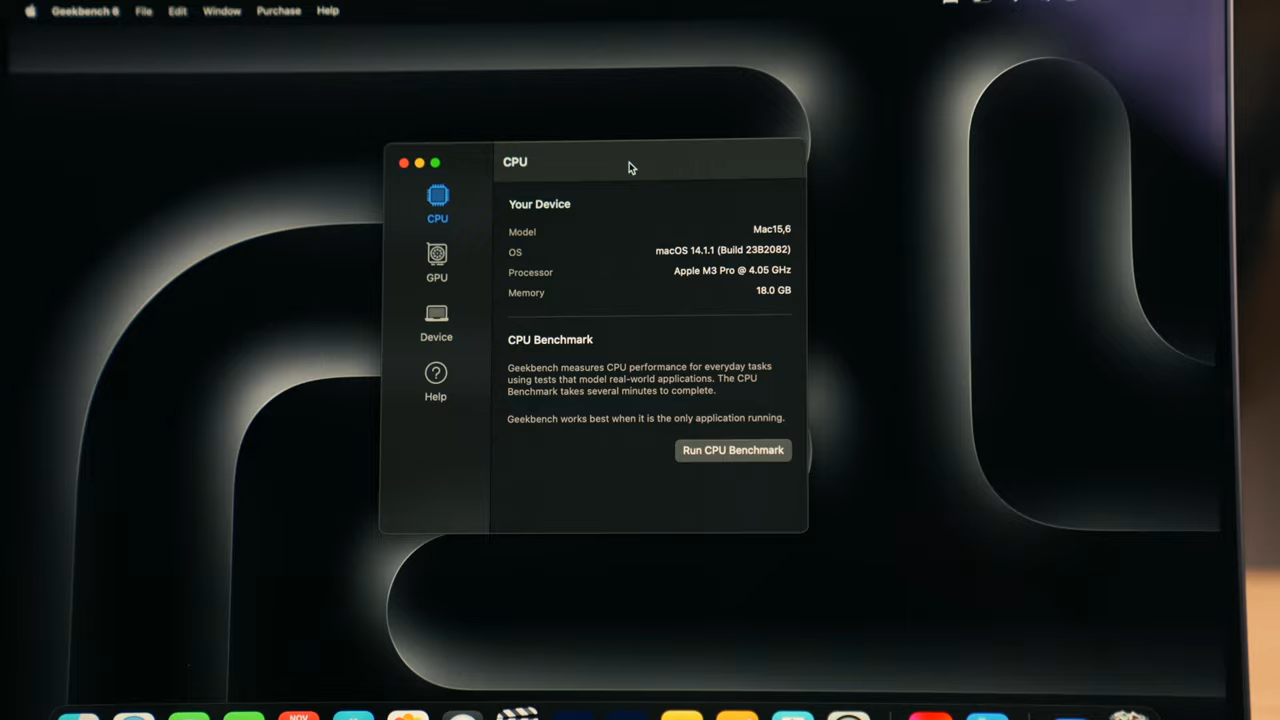 Geekbench 6 File Edit Window Purchase Help
CPU
CPU
GPU
Device
Help
Your Device
Model Mac15,6
OS macOS 14.1.1 (Build 23B2082)
Processor Apple M3 Pro @ 4.05 GHz
Memory 18.0 GB
CPU Benchmark
Geekbench measures CPU performance for everyday tasks
using tests that model real-world applications. The CPU
Benchmark takes several minutes to complete.
Geekbench works best when it is the only application running.
Run CPU Benchmark
NOV